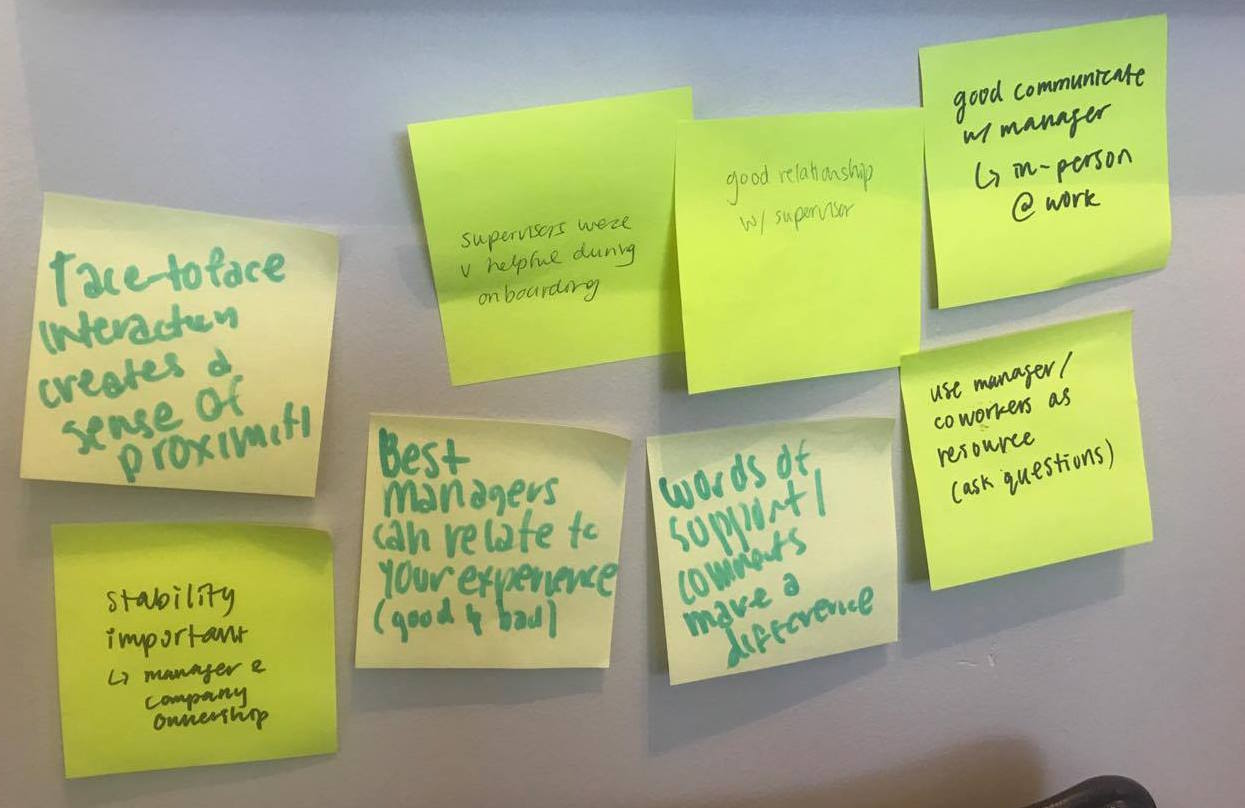 face-to face
interaction
creates a
sense of
proximity
supervisors were
v helpful during
onboarding
good relationship
w/ supervisor
good communicate
w/ manager
↳ in-person
@ work
stability
important
↳ manager &
company
ownership
Best
managers
can relate to
your experience
(good & bad)
words of
support/
comments
make a
difference
use manager/
coworkers as
resource
(ask questions)